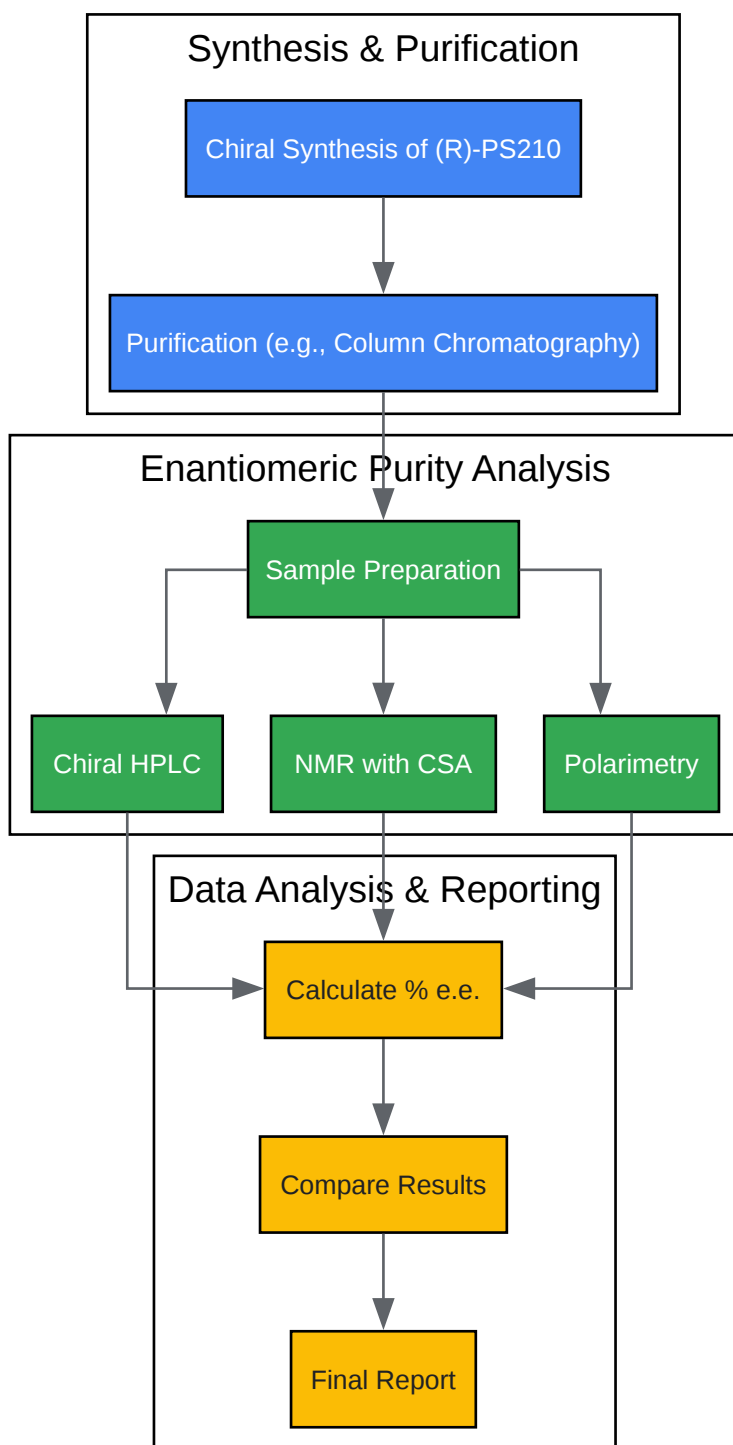 Synthesis & Purification
Chiral Synthesis of (R)-PS210
Purification (e.g., Column Chromatography)
Enantiomeric Purity Analysis
Sample Preparation
Chiral HPLC
NMR with CSA
Polarimetry
Data Analysis & Reporting
Calculate % e.e.
Compare Results
Final Report